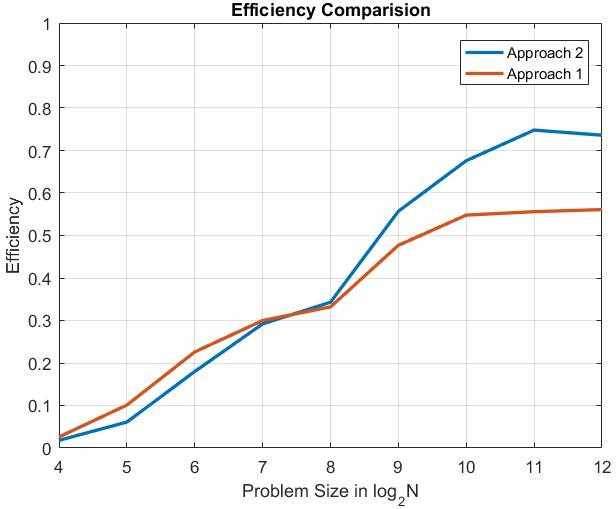 Efficiency Comparision
1
0.9
0.8
0.7
0.6
0.5
0.4
0.3
0.2
0.1
0
Efficiency
Approach 2
Approach 1
4 5 6 7 8 9 10 11 12
Problem Size in log₂N